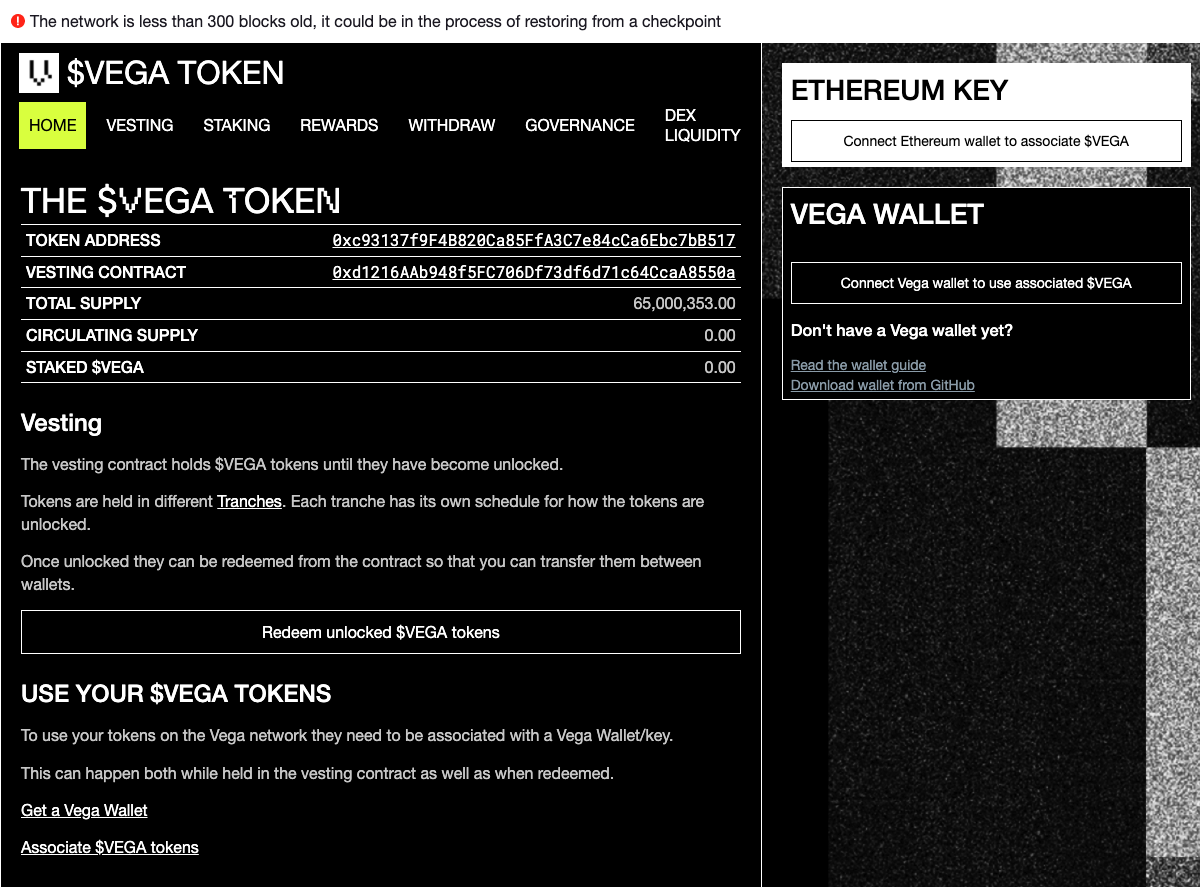 The network is less than 300 blocks old, it could be in the process of restoring from a checkpoint
$VEGA TOKEN
HOME VESTING STAKING REWARDS WITHDRAW GOVERNANCE DEX LIQUIDITY
THE $VEGA TOKEN
TOKEN ADDRESS 0xc93137f9F4B820Ca85FfA3C7e84cCa6Ebc7bB517
VESTING CONTRACT 0xd1216AAb948f5FC706Df73df6d71c64CcaA8550a
TOTAL SUPPLY 65,000,353.00
CIRCULATING SUPPLY 0.00
STAKED $VEGA 0.00
Vesting
The vesting contract holds $VEGA tokens until they have become unlocked.
Tokens are held in different Tranches. Each tranche has its own schedule for how the tokens are
unlocked.
Once unlocked they can be redeemed from the contract so that you can transfer them between
wallets.
Redeem unlocked $VEGA tokens
USE YOUR $VEGA TOKENS
To use your tokens on the Vega network they need to be associated with a Vega Wallet/key.
This can happen both while held in the vesting contract as well as when redeemed.
Get a Vega Wallet
Associate $VEGA tokens
ETHEREUM KEY
Connect Ethereum wallet to associate $VEGA
VEGA WALLET
Connect Vega wallet to use associated $VEGA
Don't have a Vega wallet yet?
Read the wallet guide
Download wallet from GitHub